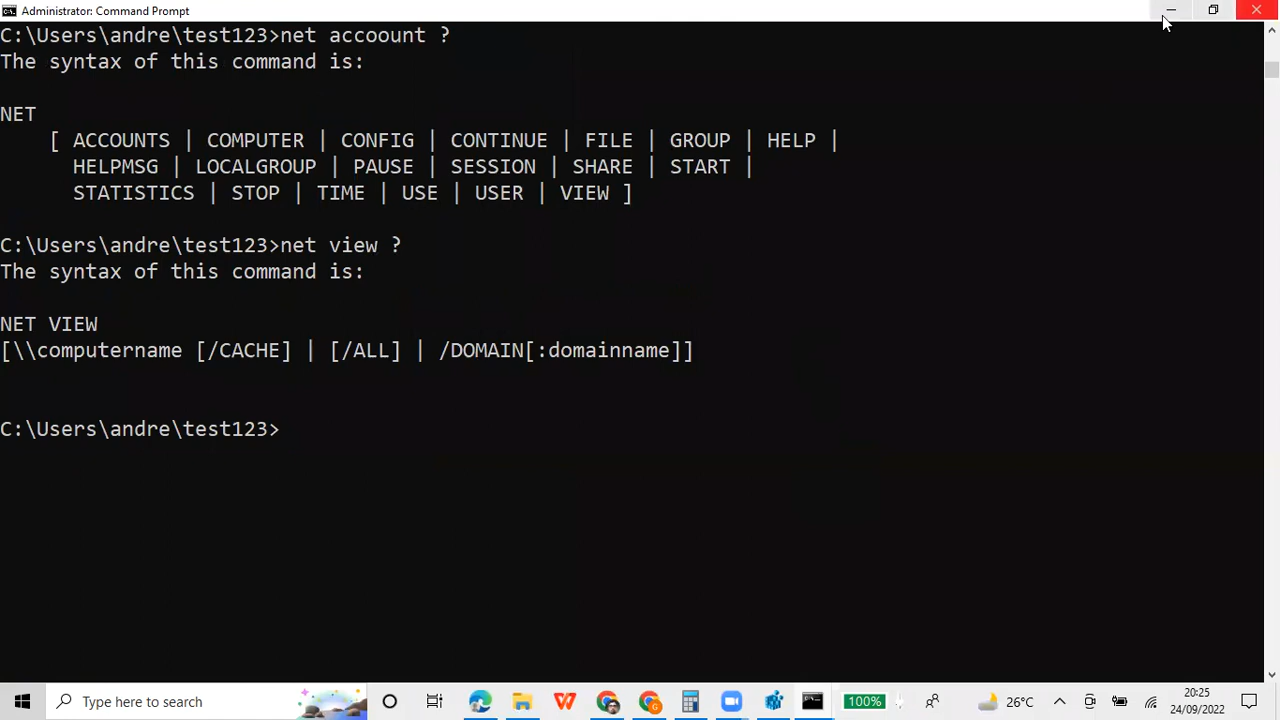 Administrator: Command Prompt
C:\Users\andre\test123>net accoount ?
The syntax of this command is:
NET
[ ACCOUNTS | COMPUTER | CONFIG | CONTINUE | FILE | GROUP | HELP |
HELPMSG | LOCALGROUP | PAUSE | SESSION | SHARE | START |
STATISTICS | STOP | TIME | USE | USER | VIEW ]
C:\Users\andre\test123>net view ?
The syntax of this command is:
NET VIEW
[\\computername [/CACHE] | [/ALL] | /DOMAIN[:domainname]]
C:\Users\andre\test123>
Type here to search
100%
26°C
20:25
24/09/2022